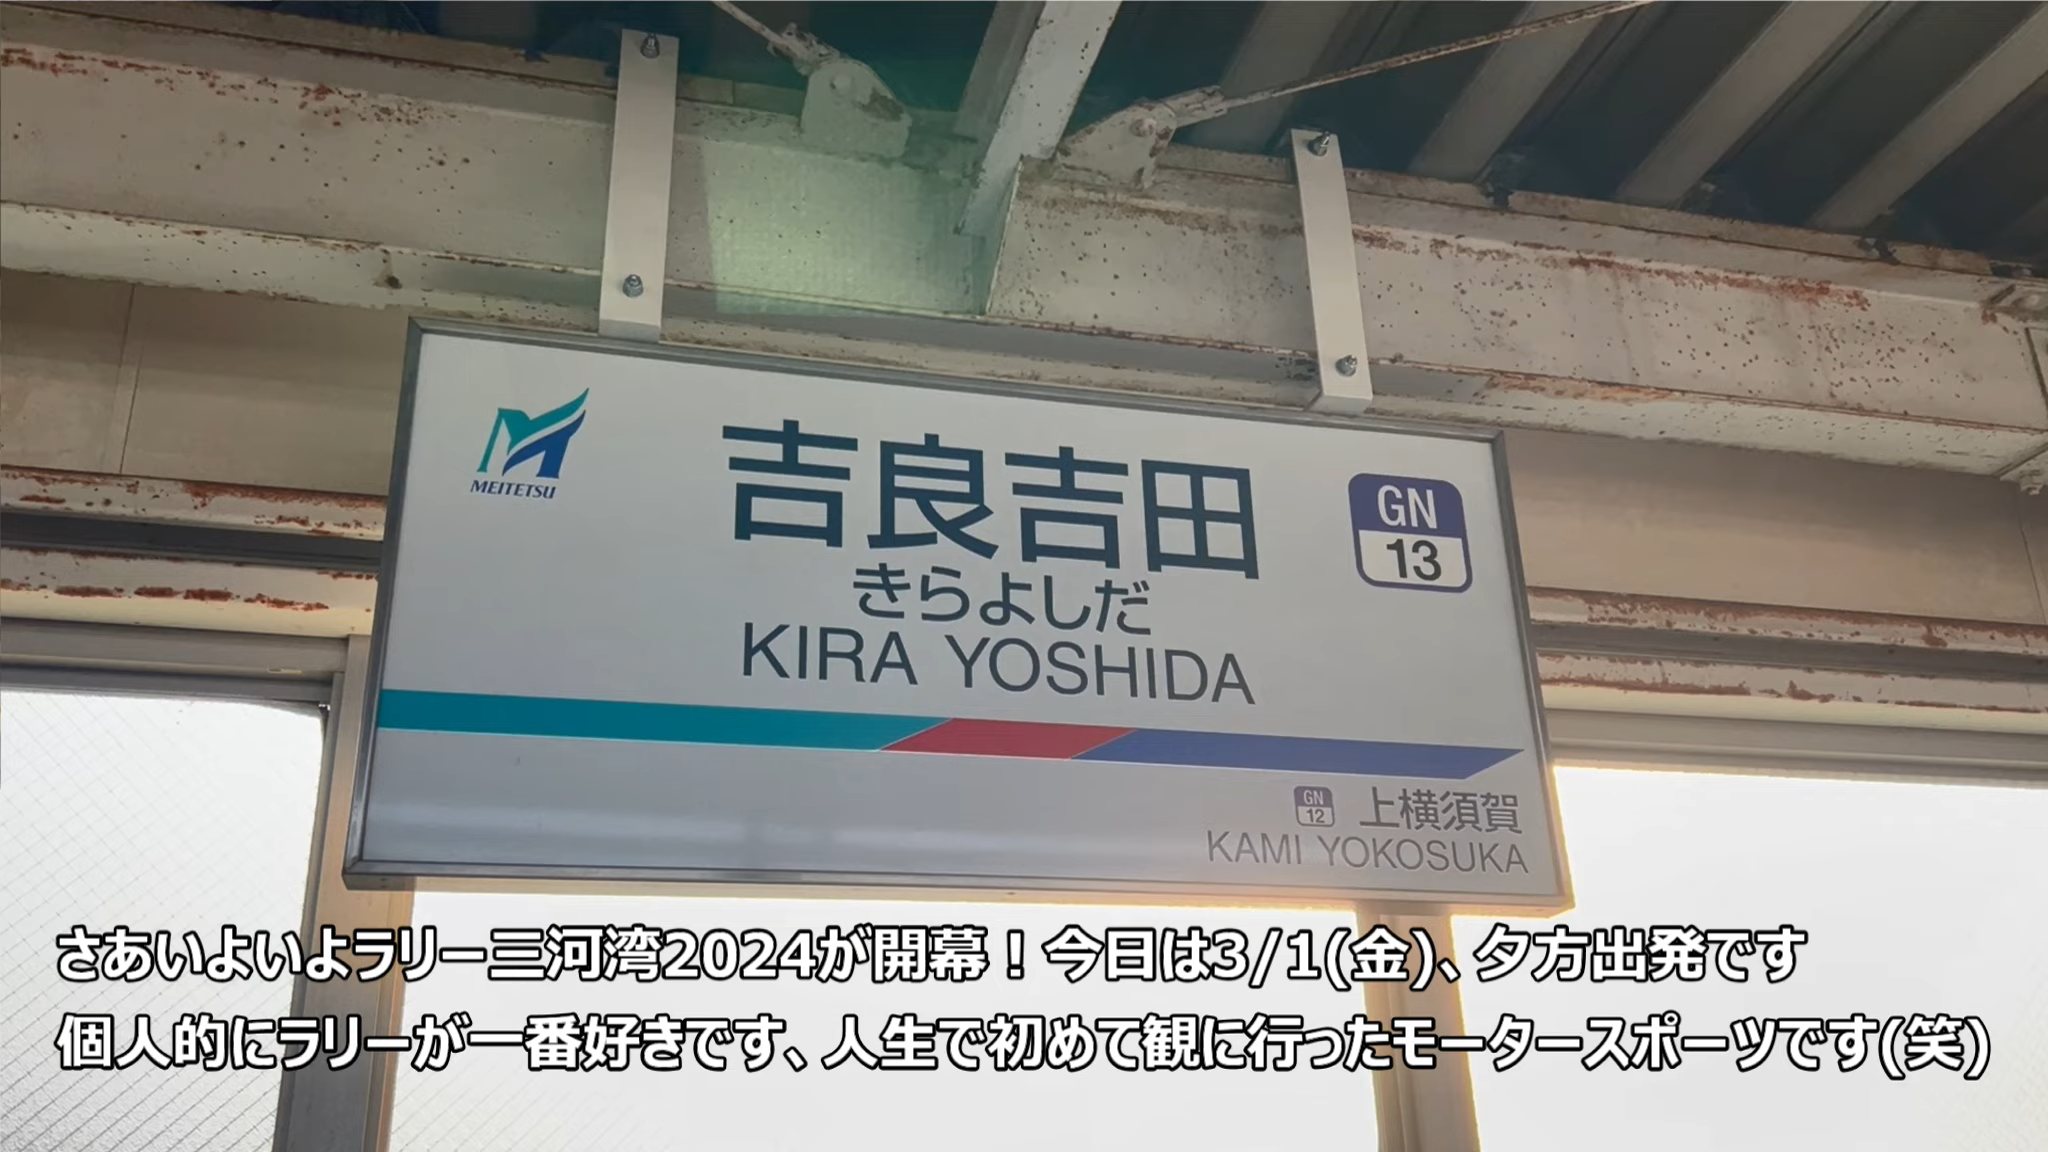 MEITETSU
吉良吉田
きらよしだ
KIRA YOSHIDA
GN
13
GN
12
上横須賀
KAMI YOKOSUKA
さあいよいよラリー三河湾2024が開幕！今日は3/1(金)、夕方出発です
個人的にラリーが一番好きです、人生で初めて観に行ったモータースポーツです(笑)